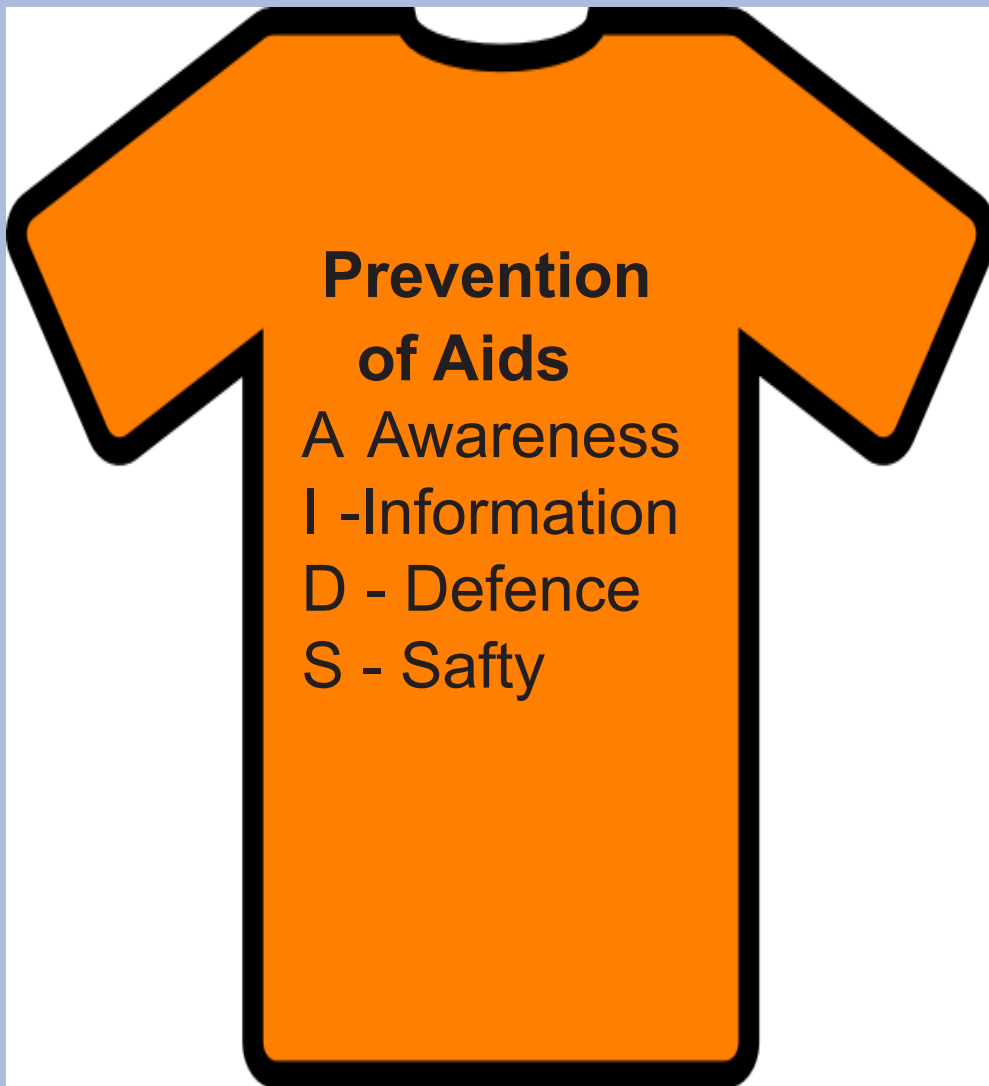 Prevention
of Aids
A Awareness
I -Information
D - Defence
S - Safty